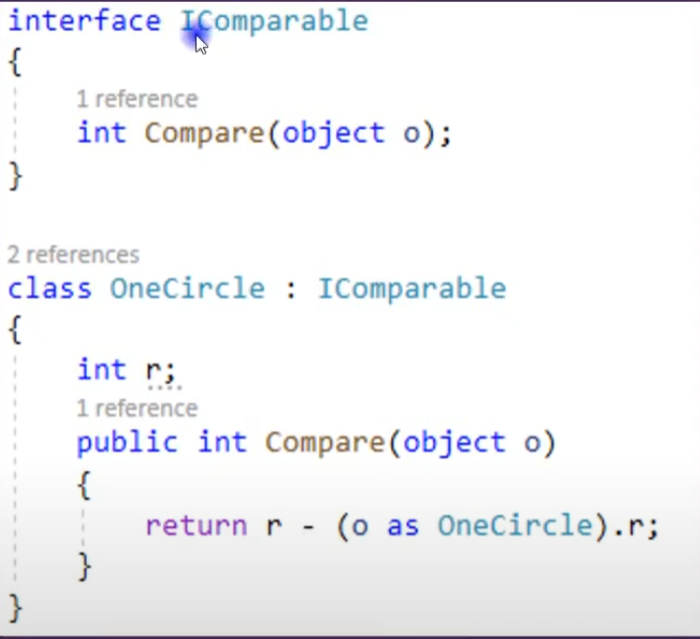 interface IComparable
{
1 reference
int Compare(object o);
}
2 references
class OneCircle : IComparable
{
int r;
1 reference
public int Compare(object o)
{
return r - (o as OneCircle).r;
}
}